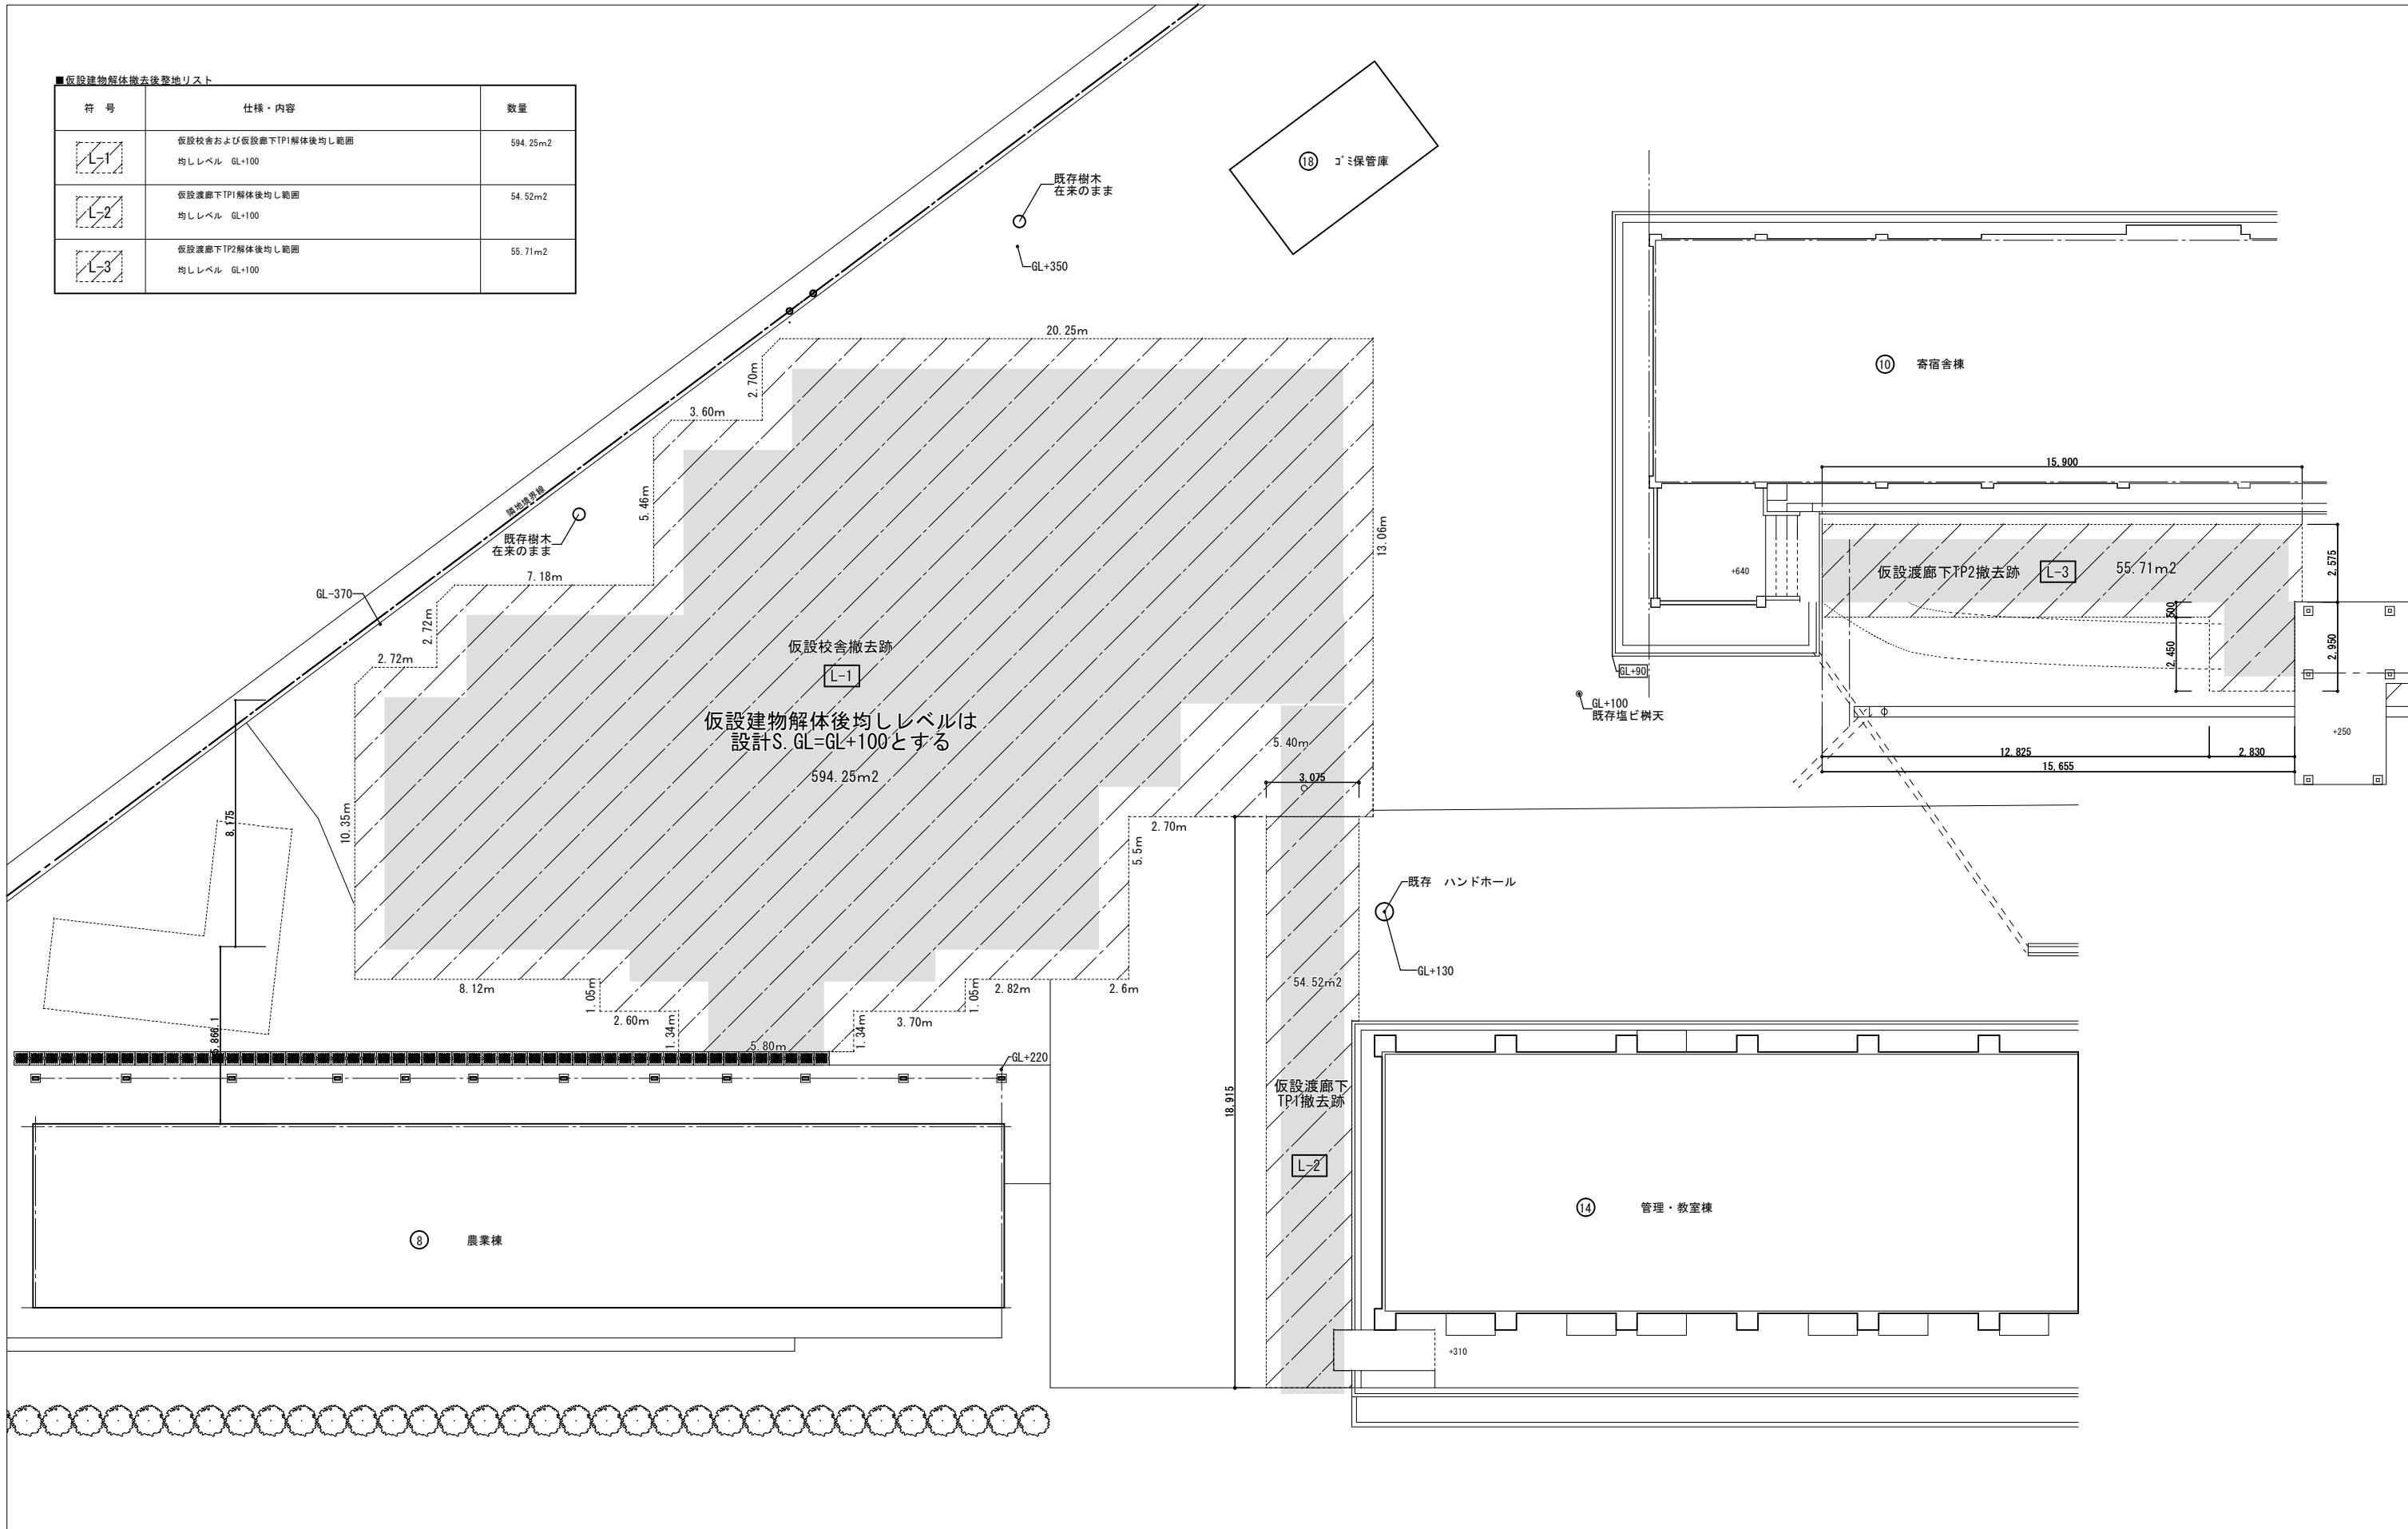 ■仮設建物解体撤去後整地リスト
符　号　仕様・内容　数量
L-1　仮設校舎および仮設廊下TP1解体後均し範囲　594.25m2
均しレベル　GL+100
L-2　仮設渡廊下TP1解体後均し範囲　54.52m2
均しレベル　GL+100
L-3　仮設渡廊下TP2解体後均し範囲　55.71m2
均しレベル　GL+100
既存樹木
在来のまま
GL+350
⑱　ゴミ保管庫
20.25m
2.70m
3.60m
5.46m
隣地境界線
既存樹木
在来のまま
7.18m
GL-370
2.72m
2.72m
13.06m
仮設校舎撤去跡
L-1
仮設建物解体後均しレベルは
設計S.GL=GL+100とする
594.25m2
5.40m
3,075
8,175
10.35m
2.70m
5.5m
8.12m
1.05m
2.60m
1.34m
5.80m
1.34m
3.70m
1.05m
2.82m
2.6m
5,866.1
GL+220
⑧　農業棟
18,915
54.52m2
仮設渡廊下
TP1撤去跡
L-2
既存　ハンドホール
GL+130
⑭　管理・教室棟
+310
⑩　寄宿舎棟
15,900
+640
仮設渡廊下TP2撤去跡　L-3　55.71m2
2,575
500
2,450
2,950
GL+90
GL+100
既存塩ビ桝天
+250
12,825
2,830
15,655